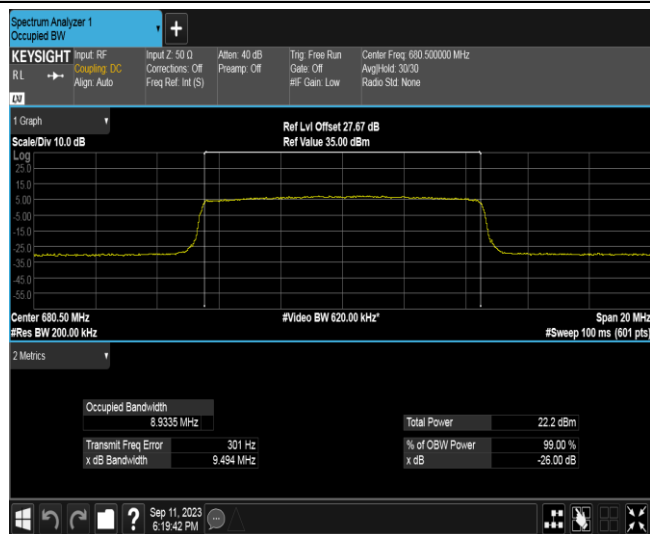 Spectrum Analyzer 1
Occupied BW
KEYSIGHT
RL
LXI
Input: RF
Coupling: DC
Align: Auto
Input Z: 50 Ω
Corrections: Off
Freq Ref: Int (S)
Atten: 40 dB
Preamp: Off
Trig: Free Run
Gate: Off
#IF Gain: Low
Center Freq: 680.500000 MHz
Avg|Hold: 30/30
Radio Std: None
1 Graph
Scale/Div 10.0 dB
Ref Lvl Offset 27.67 dB
Ref Value 35.00 dBm
Log
25.0
15.0
5.00
-5.00
-15.0
-25.0
-35.0
-45.0
-55.0
Center 680.50 MHz
#Video BW 620.00 kHz*
Span 20 MHz
#Res BW 200.00 kHz
#Sweep 100 ms (601 pts)
2 Metrics
Occupied Bandwidth
8.9335 MHz
Total Power 22.2 dBm
Transmit Freq Error 301 Hz
% of OBW Power 99.00 %
x dB Bandwidth 9.494 MHz
x dB -26.00 dB
Sep 11, 2023
6:19:42 PM